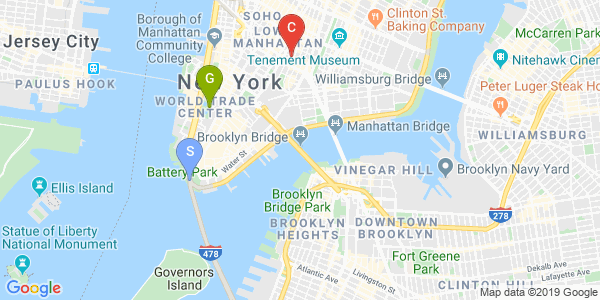 Jersey City
PAULUS HOOK
Borough of
Manhattan
Community
College
SOHO
LOW
MANHATTAN
C
Clinton St.
Baking Company
McCarren Park
Nitehawk Cinem
Tenement Museum
Williamsburg Bridge
Peter Luger Steak Ho
WILLIAMSBURG
G
New York
WORLD TRADE
CENTER
Brooklyn Bridge
Manhattan Bridge
S
Battery Park
Water St
VINEGAR HILL
Brooklyn Navy Yard
Ellis Island
Statue of Liberty
National Monument
Brooklyn
Bridge Park
BROOKLYN
HEIGHTS
DOWNTOWN
BROOKLYN
278
478
Fort Greene
Park
Governors
Island
Atlantic Ave
Livingston St
DeKalb Ave
Lafayette Ave
CLINTON HILL
Google
Map data ©2019 Google